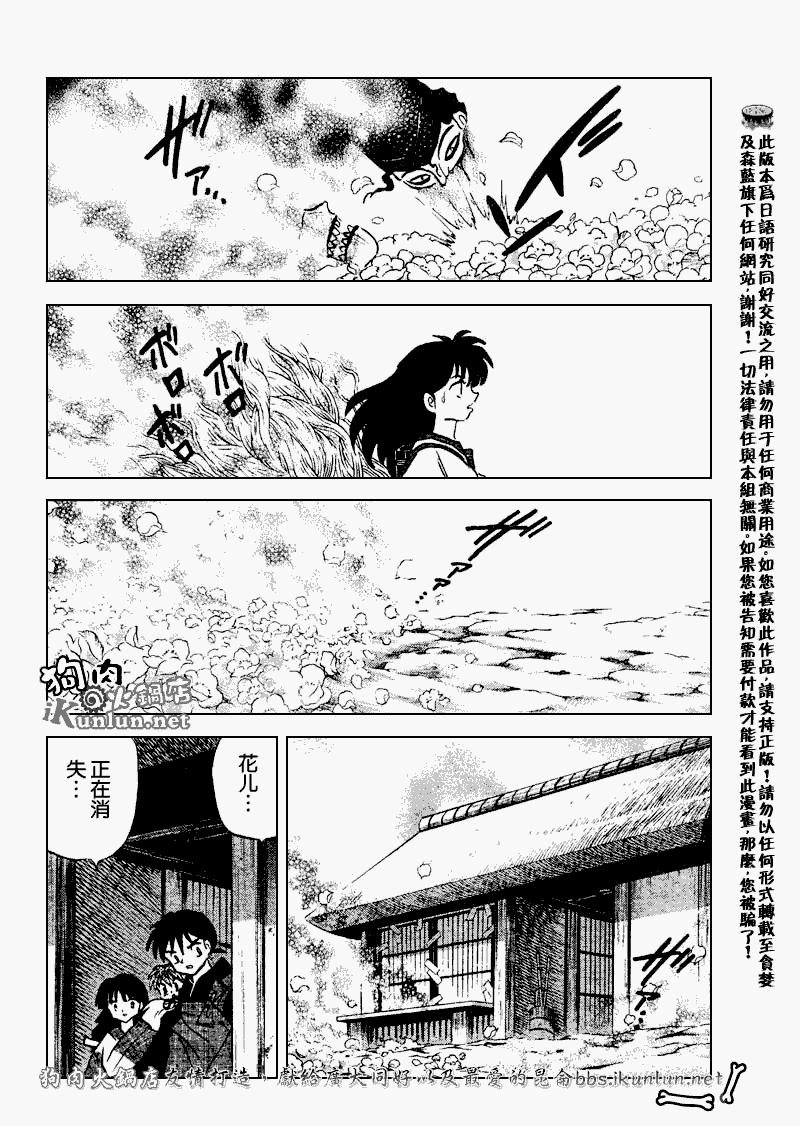 ザァ…
ド
ボロ
ボロ
ボロ
ザァァ…
花儿…
正在消失…
ザァ…
狗肉
火鍋店
iKunlun.net
此版本爲日語研究同好交流之用,請勿用于任何商業用途。如您喜歡此作品,請支持正版!請勿以任何形式轉載至貪婪
及森藍旗下任何網站,謝謝!一切法律責任與本組無關。如果您被告知需要付款才能看到此漫畫,那麼,您被騙了!
狗肉火鍋店友情打造,獻給廣大同好以及最愛的昆侖bbs.ikunlun.net